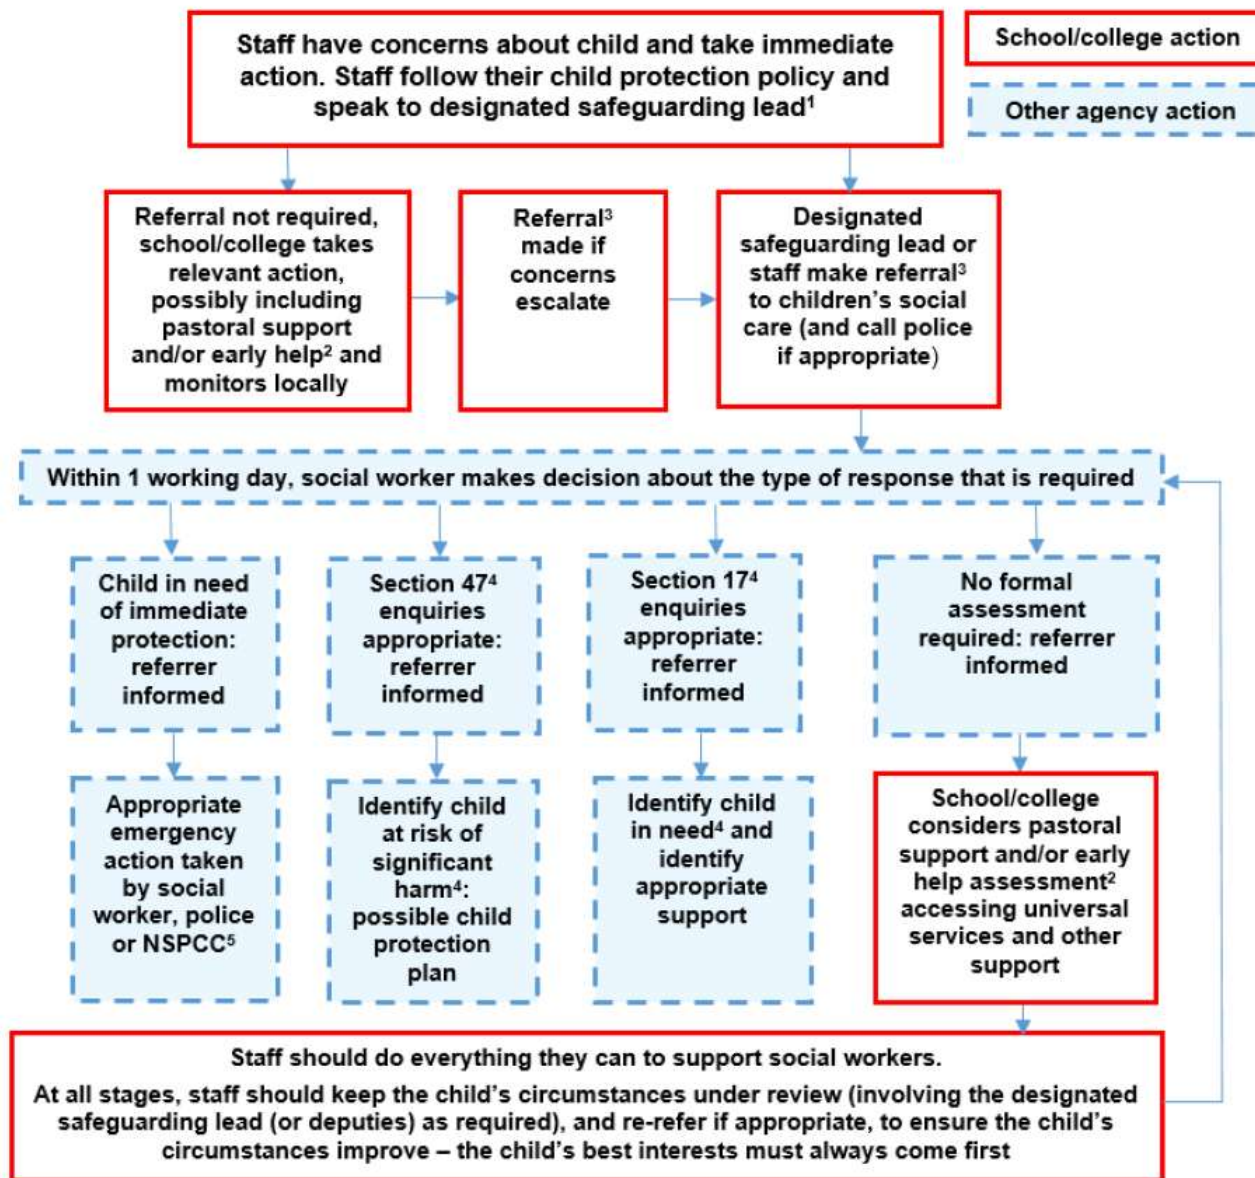 Staff have concerns about child and take immediate
action. Staff follow their child protection policy and
speak to designated safeguarding lead¹
School/college action
Other agency action
Referral not required,
school/college takes
relevant action,
possibly including
pastoral support
and/or early help² and
monitors locally
Referral³
made if
concerns
escalate
Designated
safeguarding lead or
staff make referral³
to children’s social
care (and call police
if appropriate)
Within 1 working day, social worker makes decision about the type of response that is required
Child in need
of immediate
protection:
referrer
informed
Section 47⁴
enquiries
appropriate:
referrer
informed
Section 17⁴
enquiries
appropriate:
referrer
informed
No formal
assessment
required: referrer
informed
Appropriate
emergency
action taken
by social
worker, police
or NSPCC⁵
Identify child
at risk of
significant
harm⁴:
possible child
protection
plan
Identify child
in need⁴ and
identify
appropriate
support
School/college
considers pastoral
support and/or early
help assessment²
accessing universal
services and other
support
Staff should do everything they can to support social workers.
At all stages, staff should keep the child’s circumstances under review (involving the designated
safeguarding lead (or deputies) as required), and re-refer if appropriate, to ensure the child’s
circumstances improve – the child’s best interests must always come first